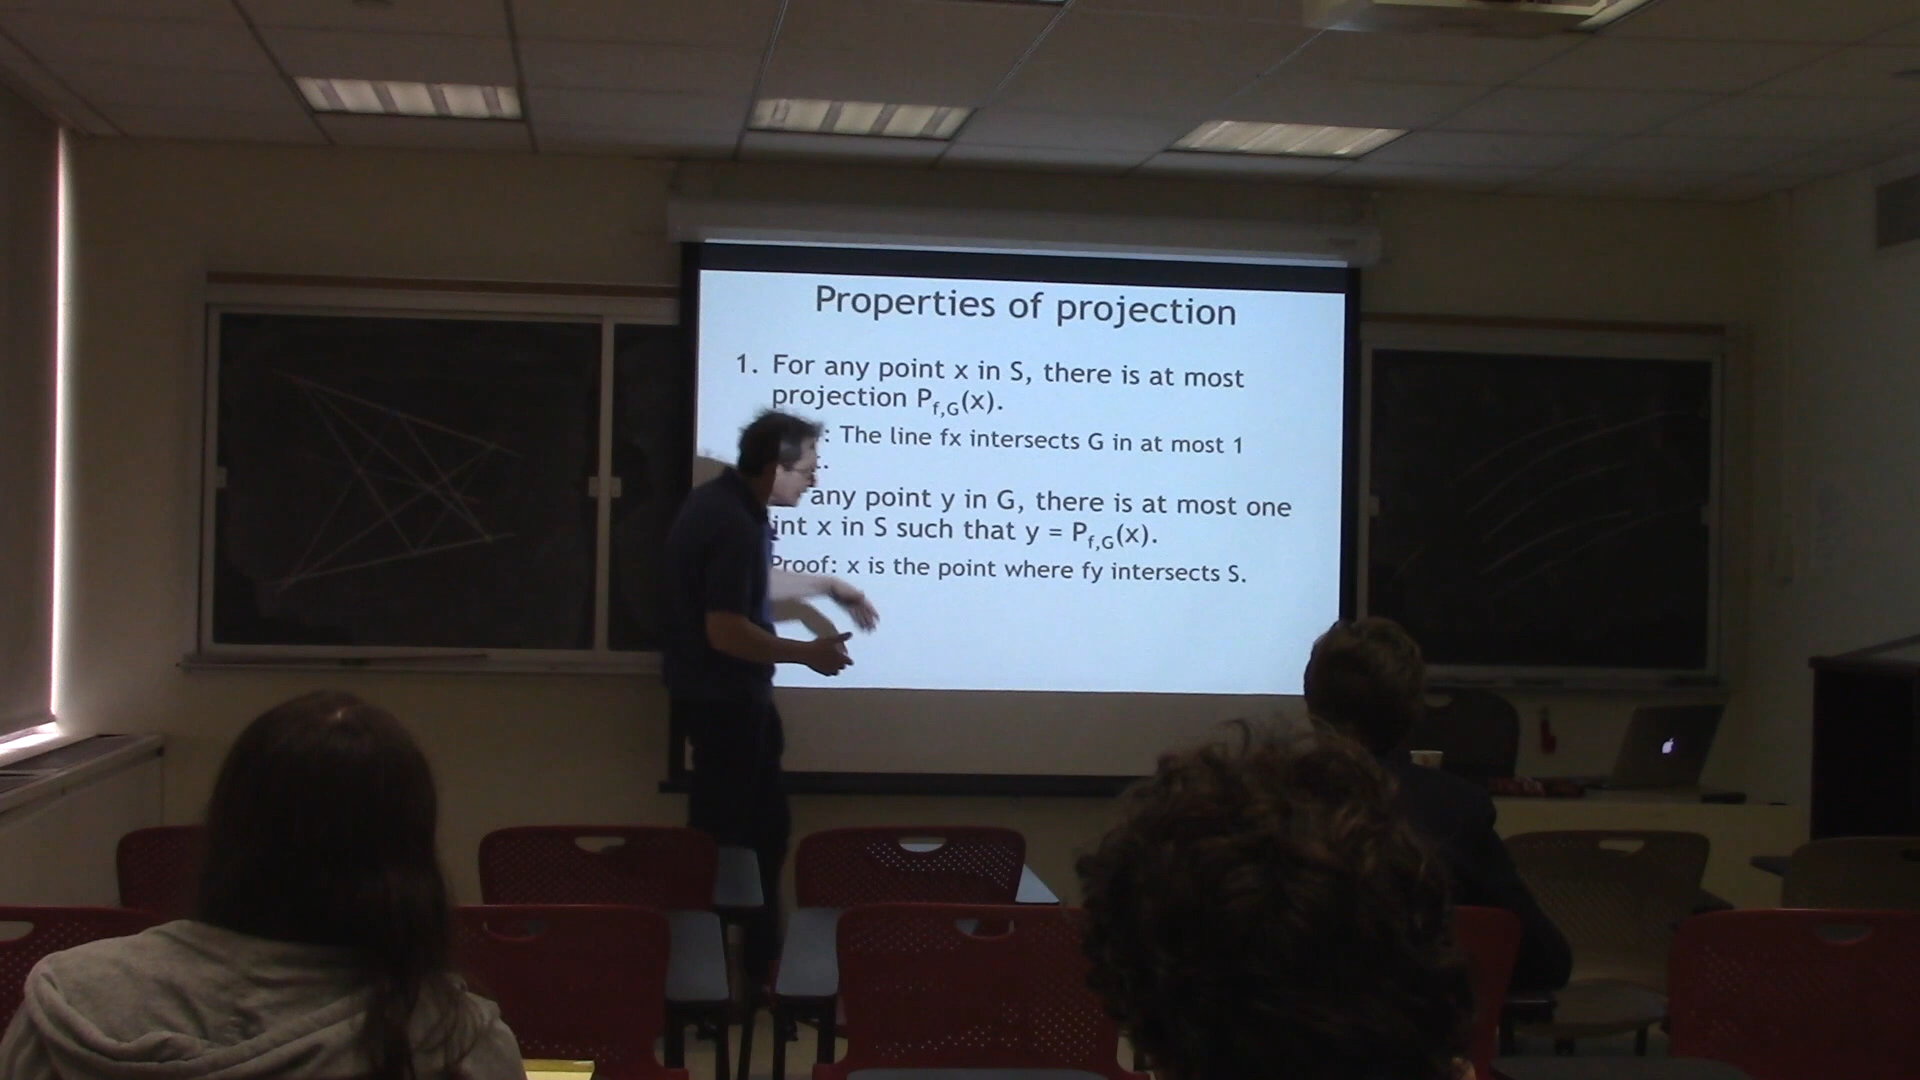 Properties of projection
1. For any point x in S, there is at most
projection Pf,G(x).
: The line fx intersects G in at most 1
.
any point y in G, there is at most one
int x in S such that y = Pf,G(x).
Proof: x is the point where fy intersects S.